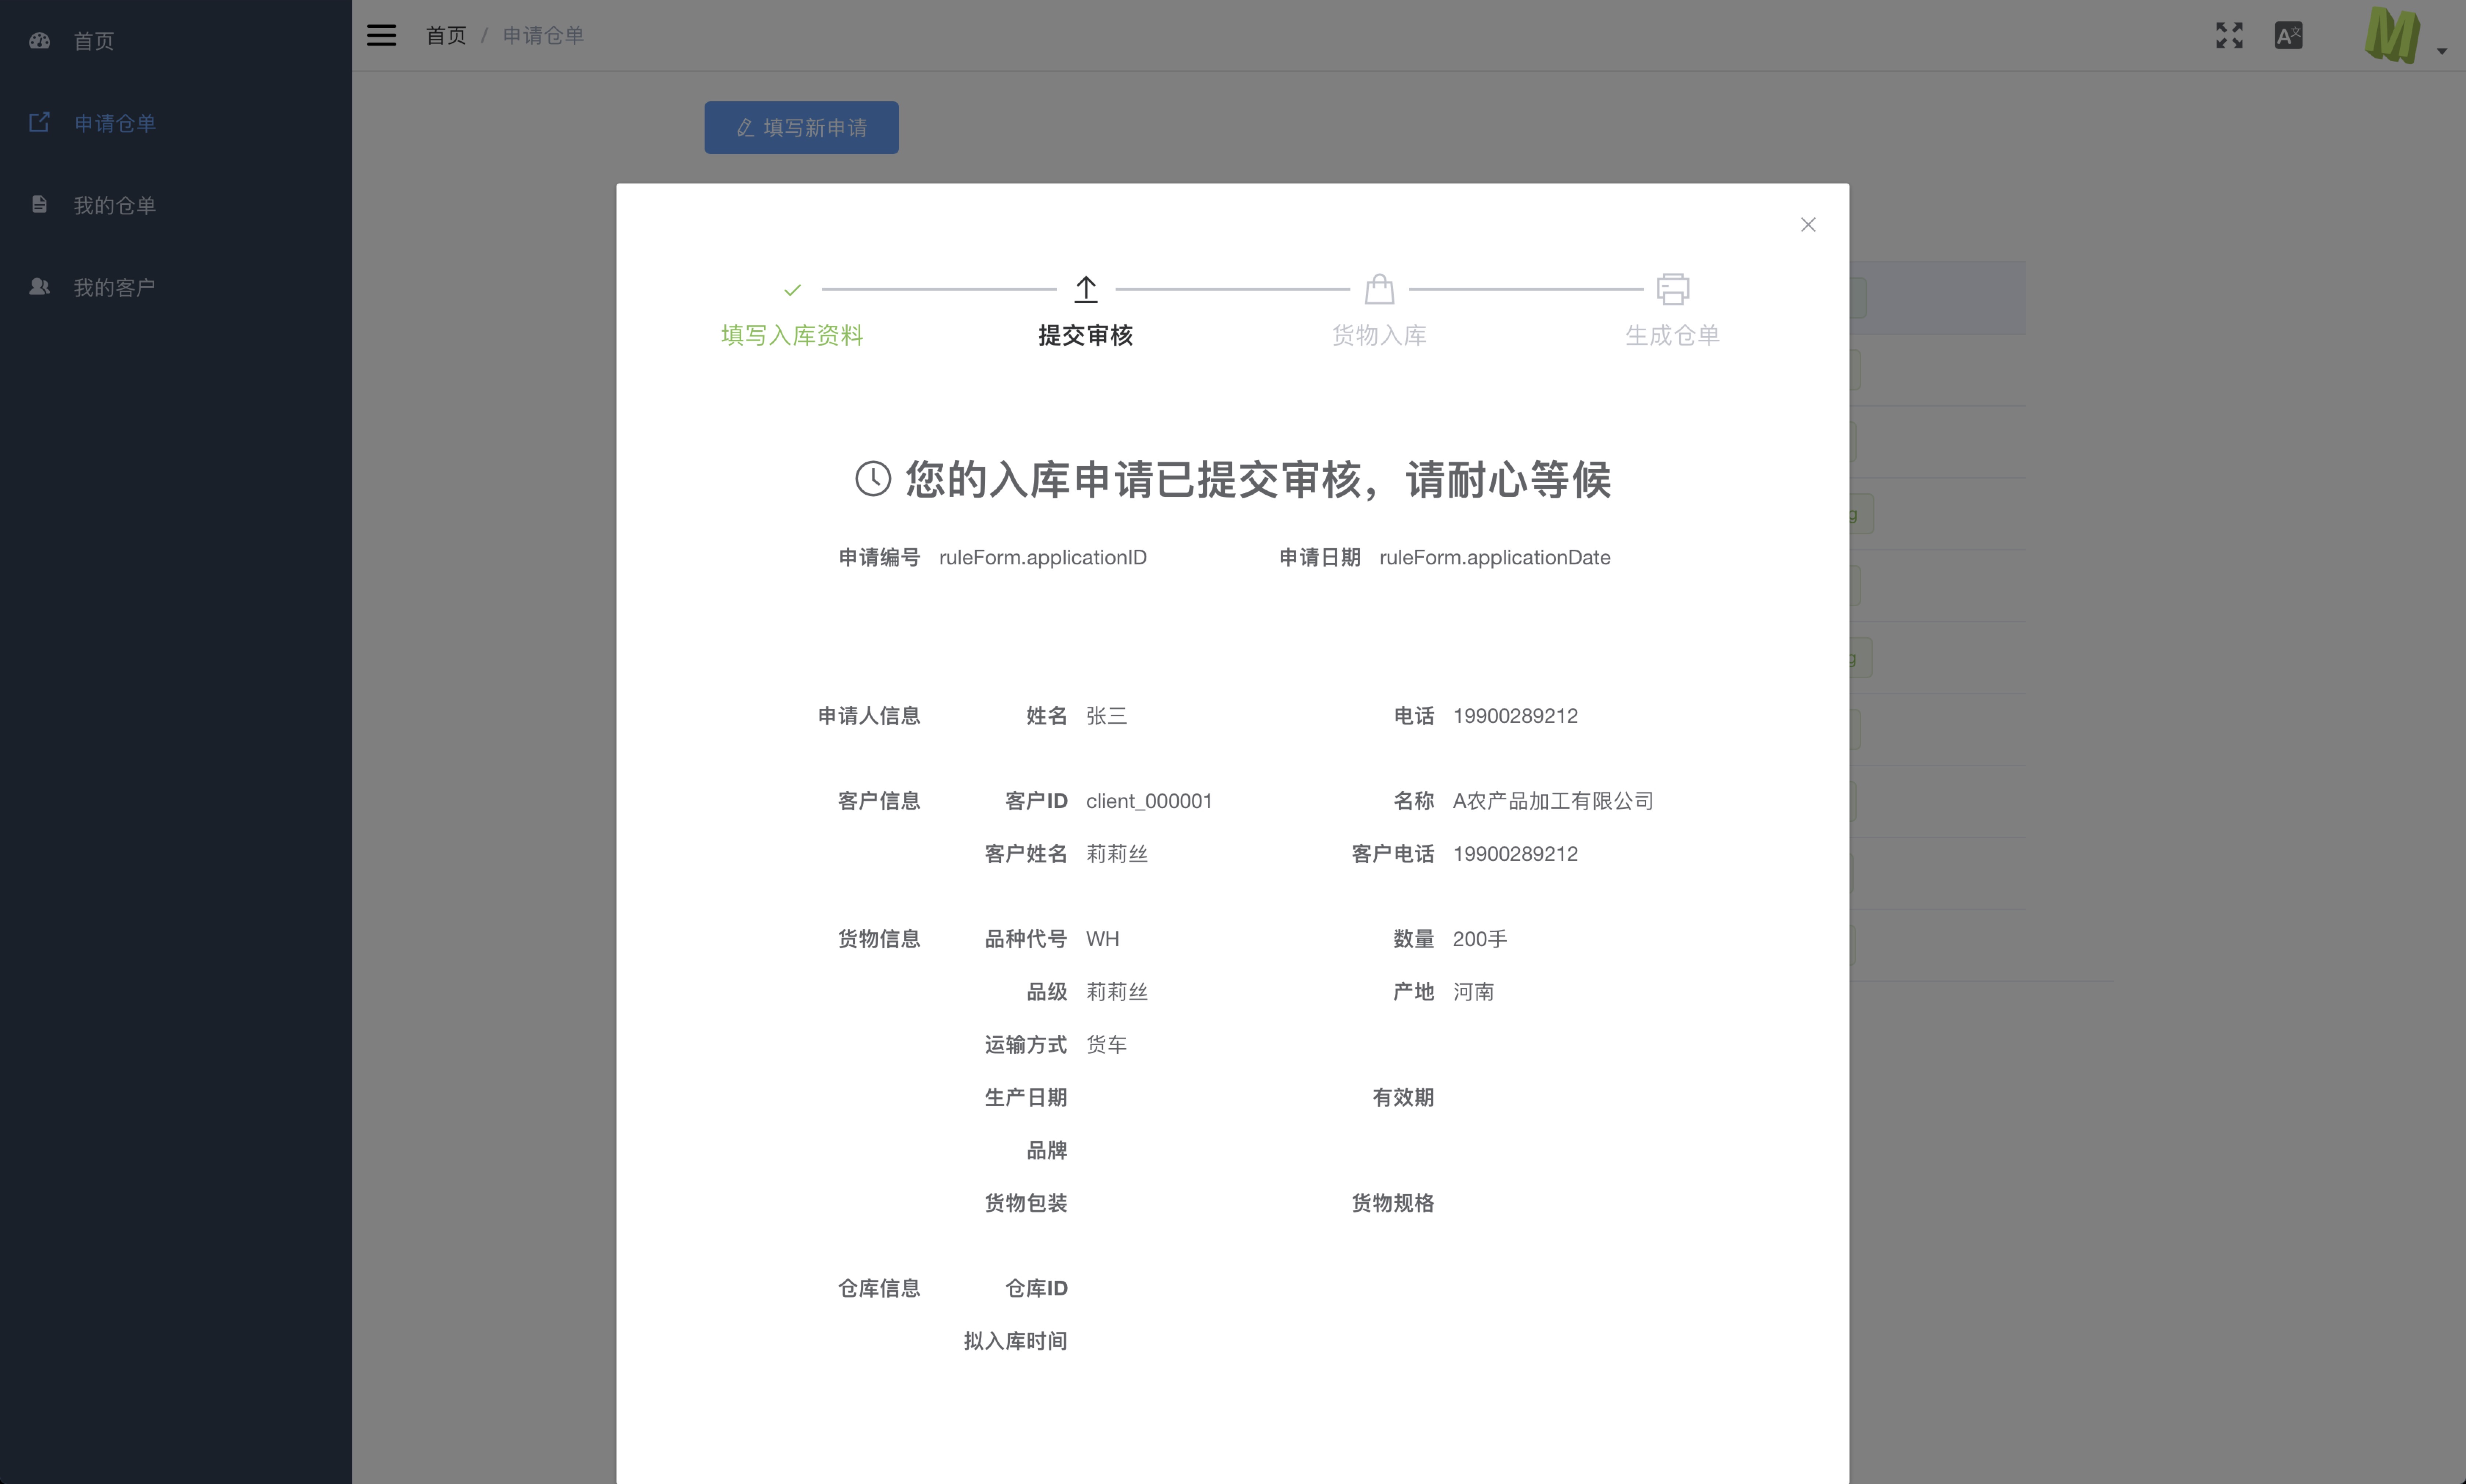 首页
申请仓单
我的仓单
我的客户
首页 / 申请仓单
填写新申请
填写入库资料 提交审核 货物入库 生成仓单
您的入库申请已提交审核，请耐心等候
申请编号 ruleForm.applicationID 申请日期 ruleForm.applicationDate
申请人信息 姓名 张三 电话 19900289212
客户信息 客户ID client_000001 名称 A农产品加工有限公司
客户姓名 莉莉丝 客户电话 19900289212
货物信息 品种代号 WH 数量 200手
品级 莉莉丝 产地 河南
运输方式 货车
生产日期 有效期
品牌
货物包装 货物规格
仓库信息 仓库ID
拟入库时间